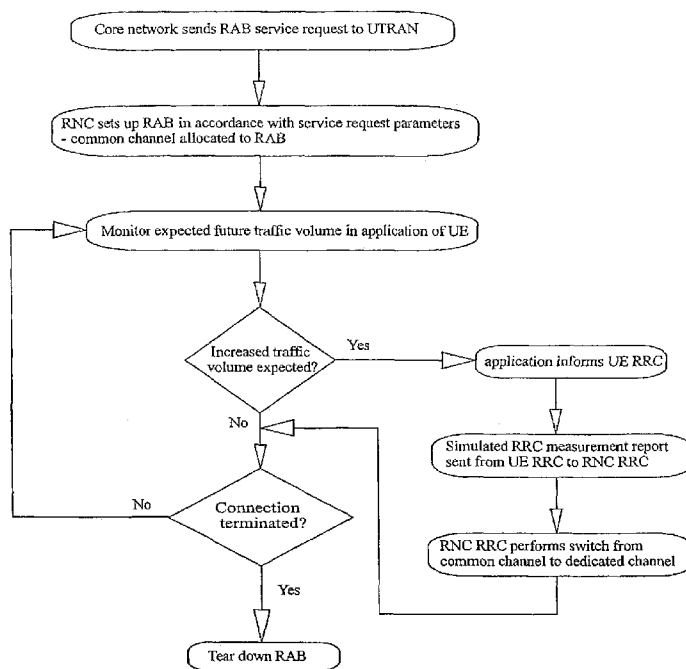 Core network sends RAB service request to UTRAN
RNC sets up RAB in accordance with service request parameters
- common channel allocated to RAB
Monitor expected future traffic volume in application of UE
Increased traffic
volume expected?
Yes
application informs UE RRC
No
Simulated RRC measurement report
sent from UE RRC to RNC RRC
No
Connection
terminated?
RNC RRC performs switch from
common channel to dedicated channel
Yes
Tear down RAB